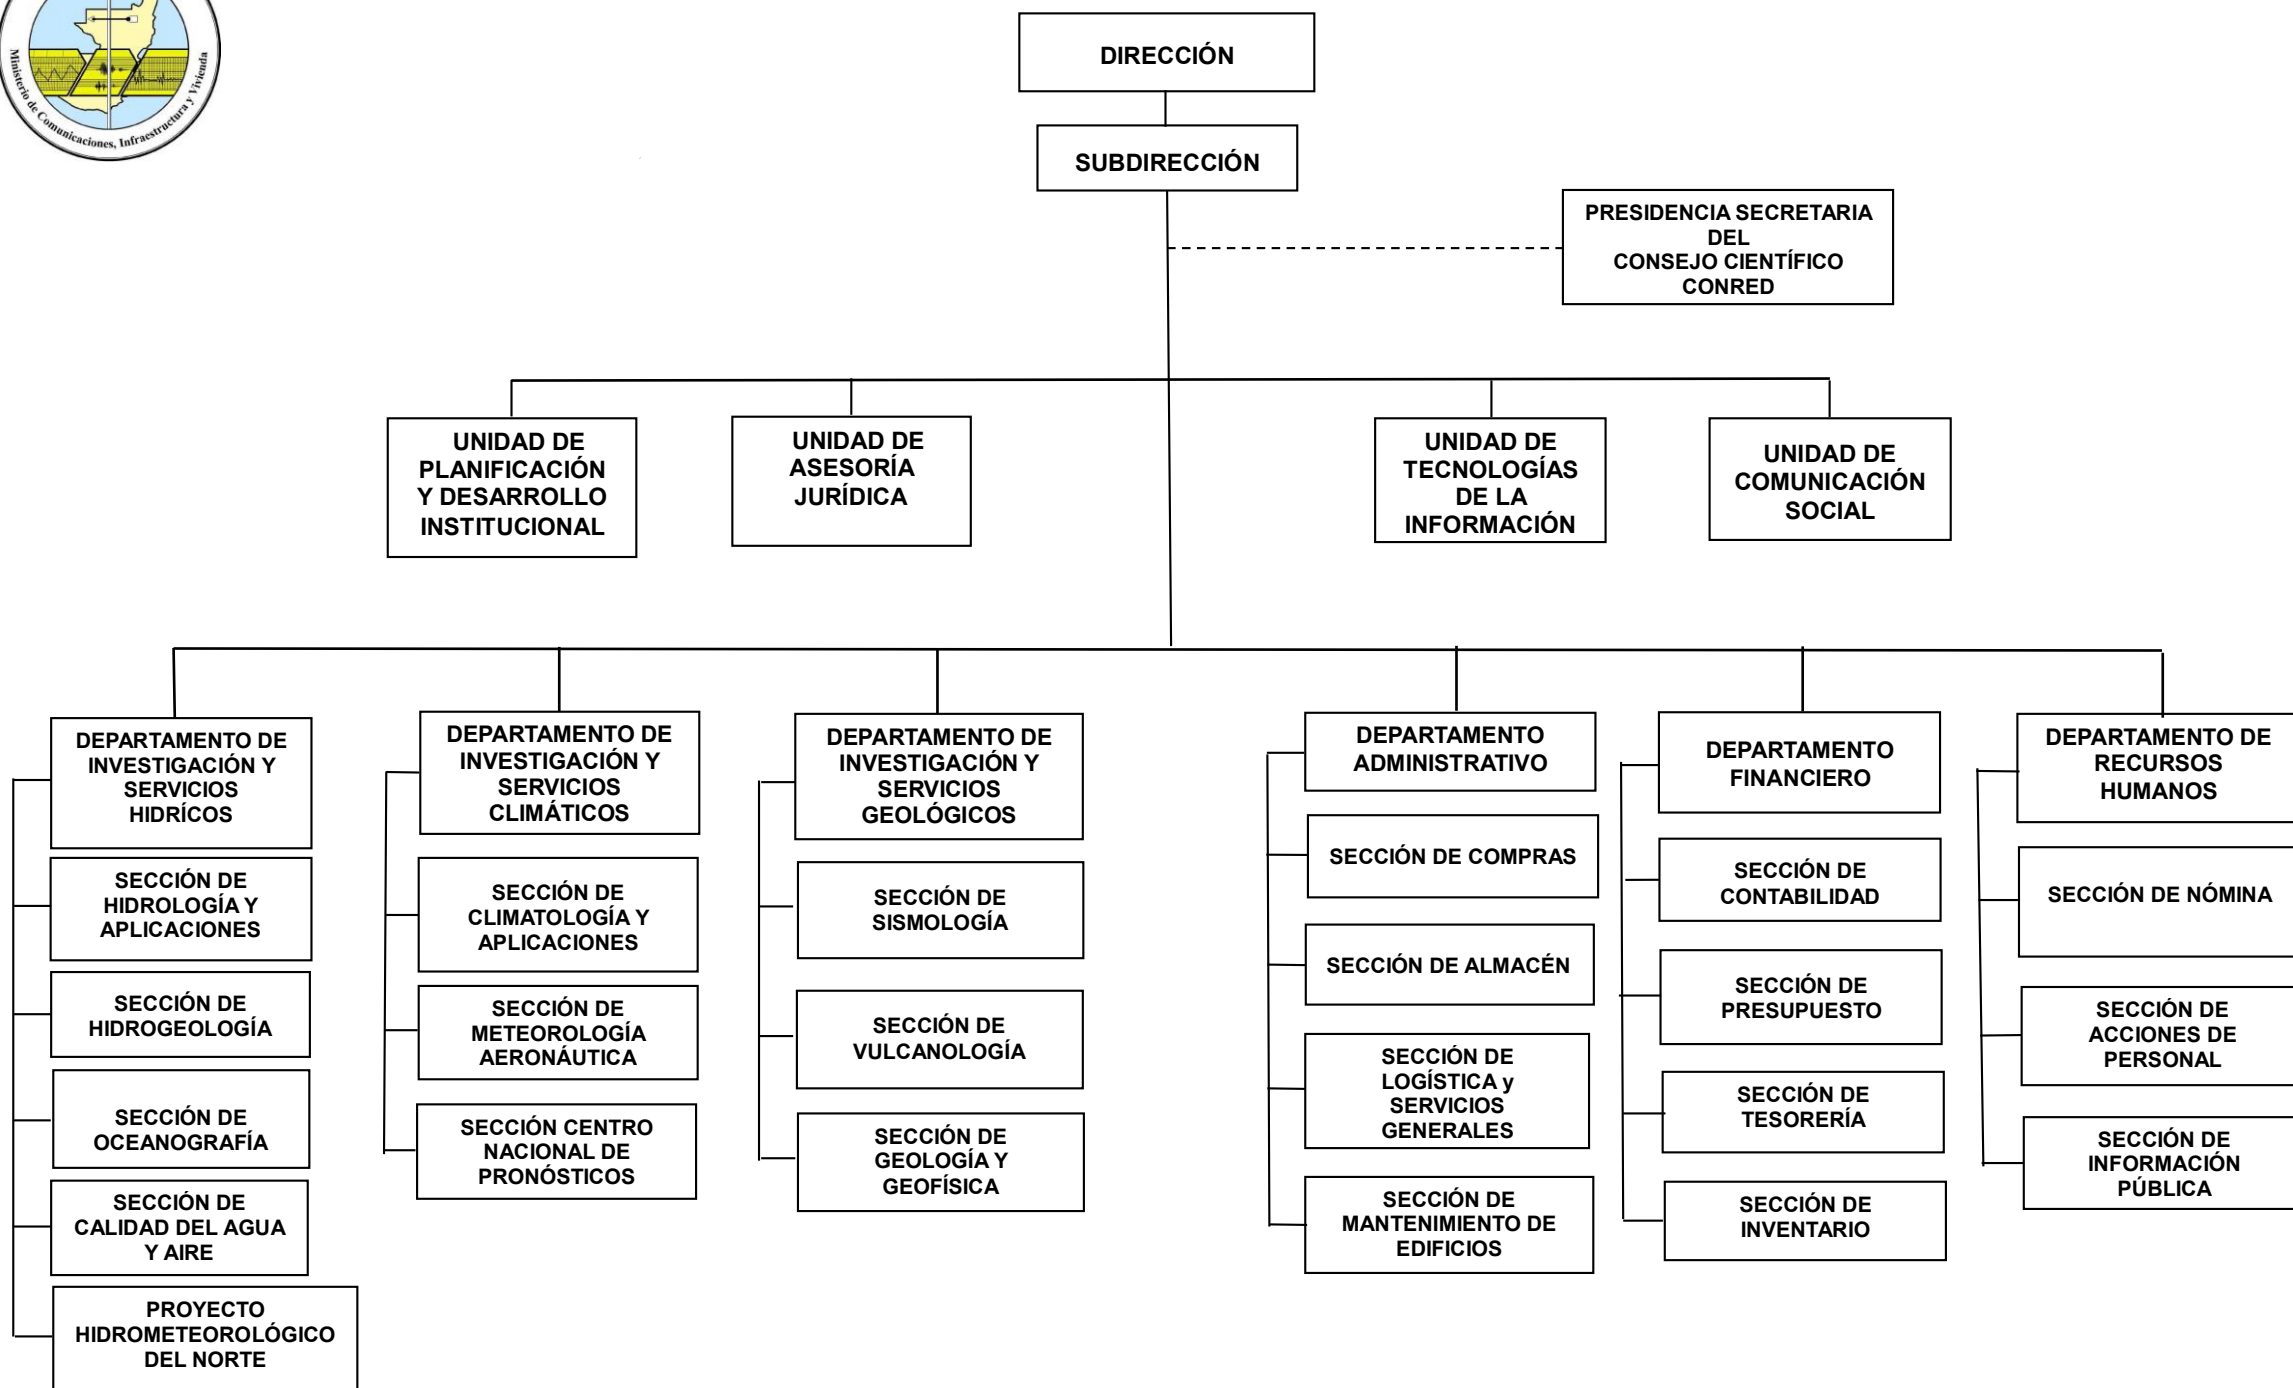 Ministerio de Comunicaciones, Infraestructura y Vivienda
DIRECCIÓN
SUBDIRECCIÓN
PRESIDENCIA SECRETARIA
DEL
CONSEJO CIENTÍFICO
CONRED
UNIDAD DE
PLANIFICACIÓN
Y DESARROLLO
INSTITUCIONAL
UNIDAD DE
ASESORÍA
JURÍDICA
UNIDAD DE
TECNOLOGÍAS
DE LA
INFORMACIÓN
UNIDAD DE
COMUNICACIÓN
SOCIAL
DEPARTAMENTO DE
INVESTIGACIÓN Y
SERVICIOS
HIDRÍCOS
SECCIÓN DE
HIDROLOGÍA Y
APLICACIONES
SECCIÓN DE
HIDROGEOLOGÍA
SECCIÓN DE
OCEANOGRAFÍA
SECCIÓN DE
CALIDAD DEL AGUA
Y AIRE
PROYECTO
HIDROMETEOROLÓGICO
DEL NORTE
DEPARTAMENTO DE
INVESTIGACIÓN Y
SERVICIOS
CLIMÁTICOS
SECCIÓN DE
CLIMATOLOGÍA Y
APLICACIONES
SECCIÓN DE
METEOROLOGÍA
AERONÁUTICA
SECCIÓN CENTRO
NACIONAL DE
PRONÓSTICOS
DEPARTAMENTO DE
INVESTIGACIÓN Y
SERVICIOS
GEOLÓGICOS
SECCIÓN DE
SISMOLOGÍA
SECCIÓN DE
VULCANOLOGÍA
SECCIÓN DE
GEOLOGÍA Y
GEOFÍSICA
DEPARTAMENTO
ADMINISTRATIVO
SECCIÓN DE COMPRAS
SECCIÓN DE ALMACÉN
SECCIÓN DE
LOGÍSTICA y
SERVICIOS
GENERALES
SECCIÓN DE
MANTENIMIENTO DE
EDIFICIOS
DEPARTAMENTO
FINANCIERO
SECCIÓN DE
CONTABILIDAD
SECCIÓN DE
PRESUPUESTO
SECCIÓN DE
TESORERÍA
SECCIÓN DE
INVENTARIO
DEPARTAMENTO DE
RECURSOS
HUMANOS
SECCIÓN DE NÓMINA
SECCIÓN DE
ACCIONES DE
PERSONAL
SECCIÓN DE
INFORMACIÓN
PÚBLICA